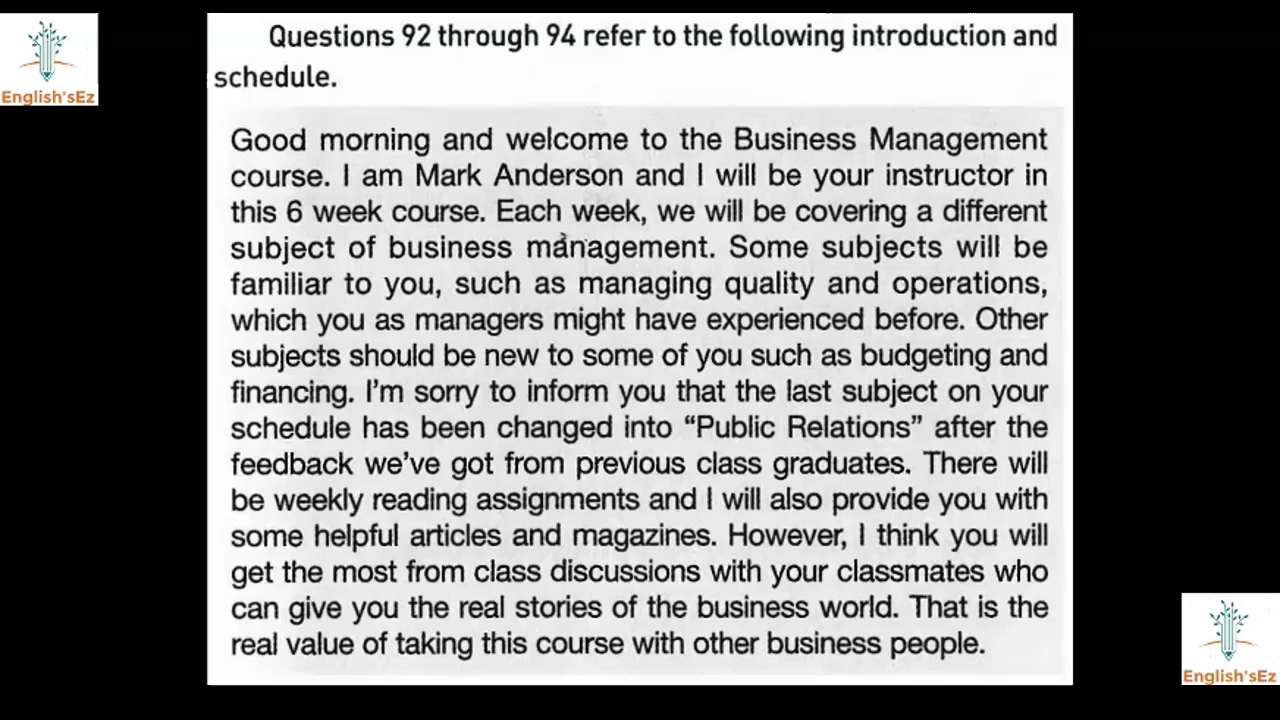 English'sEz
Questions 92 through 94 refer to the following introduction and
schedule.
Good morning and welcome to the Business Management
course. I am Mark Anderson and I will be your instructor in
this 6 week course. Each week, we will be covering a different
subject of business management. Some subjects will be
familiar to you, such as managing quality and operations,
which you as managers might have experienced before. Other
subjects should be new to some of you such as budgeting and
financing. I'm sorry to inform you that the last subject on your
schedule has been changed into “Public Relations” after the
feedback we've got from previous class graduates. There will
be weekly reading assignments and I will also provide you with
some helpful articles and magazines. However, I think you will
get the most from class discussions with your classmates who
can give you the real stories of the business world. That is the
real value of taking this course with other business people.
English'sEz